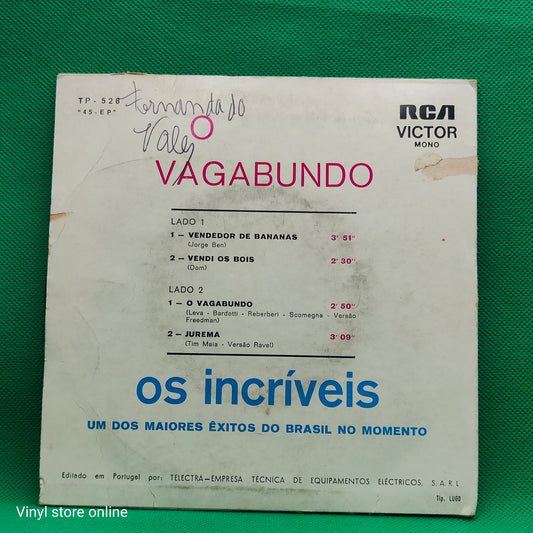 TP - 528
"45 - EP"
Fernanda do
Vale
RCA
VICTOR
MONO
O
VAGABUNDO
LADO 1
1 — VENDEDOR DE BANANAS 3' 51"
(Jorge Ben)
2 — VENDI OS BOIS 2' 30"
(Dom)
LADO 2
1 — O VAGABUNDO 2' 50"
(Leva - Bardotti - Reberberi - Scomegna - Versão
Freedman)
2 — JUREMA 3' 09"
(Tim Maia - Versão Ravel)
os incríveis
UM DOS MAIORES ÊXITOS DO BRASIL NO MOMENTO
Editado em Portugal por: TELECTRA—EMPRESA TÉCNICA DE EQUIPAMENTOS ELÉCTRICOS, S. A R L
Tip. LUGO
Vinyl store online